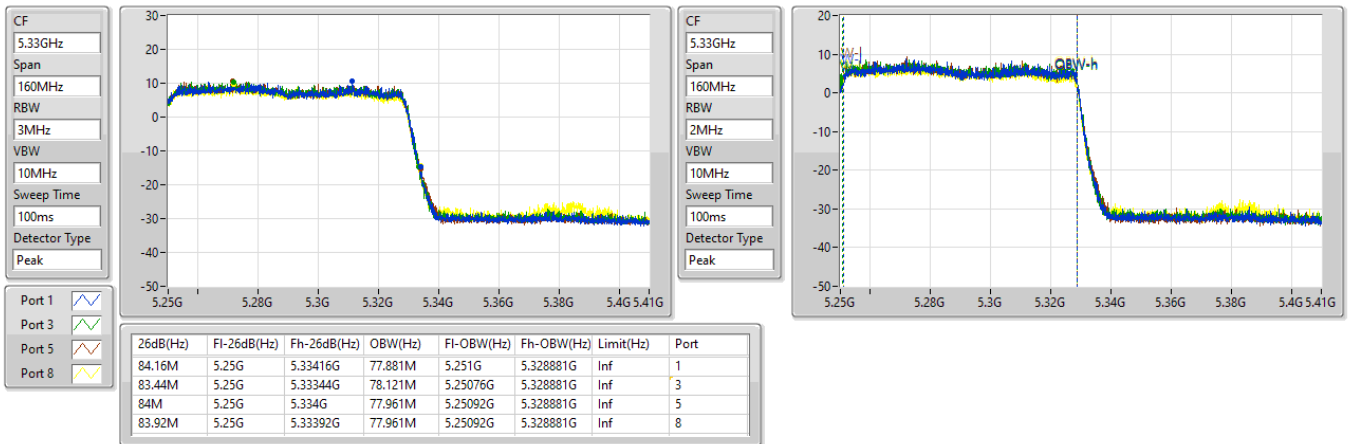 CF
5.33GHz
Span
160MHz
RBW
3MHz
VBW
10MHz
Sweep Time
100ms
Detector Type
Peak
30
20
10
0
-10
-20
-30
-40
-50
5.25G 5.28G 5.3G 5.32G 5.34G 5.36G 5.38G 5.4G 5.41G
CF
5.33GHz
Span
160MHz
RBW
2MHz
VBW
10MHz
Sweep Time
100ms
Detector Type
Peak
20
10
0
-10
-20
-30
-40
-50
OBW-h
5.25G 5.28G 5.3G 5.32G 5.34G 5.36G 5.38G 5.4G 5.41G
Port 1
Port 3
Port 5
Port 8
26dB(Hz) Fl-26dB(Hz) Fh-26dB(Hz) OBW(Hz) Fl-OBW(Hz) Fh-OBW(Hz) Limit(Hz) Port
84.16M 5.25G 5.33416G 77.881M 5.251G 5.328881G Inf 1
83.44M 5.25G 5.33344G 78.121M 5.25076G 5.328881G Inf 3
84M 5.25G 5.334G 77.961M 5.25092G 5.328881G Inf 5
83.92M 5.25G 5.33392G 77.961M 5.25092G 5.328881G Inf 8